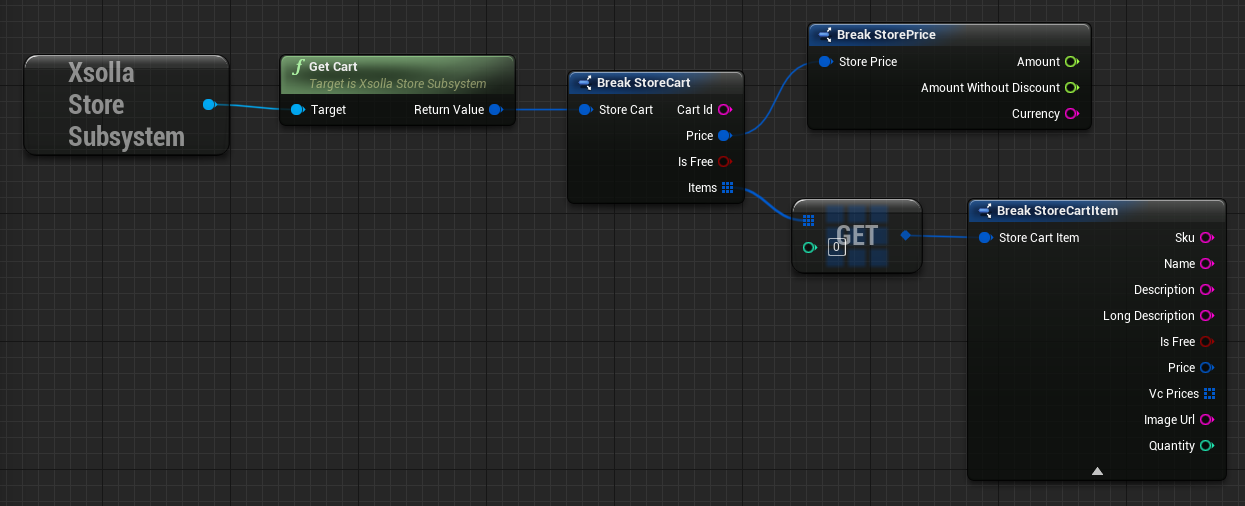 Xsolla
Store
Subsystem
f Get Cart
Target is Xsolla Store Subsystem
Target
Return Value
Break StoreCart
Store Cart
Cart Id
Price
Is Free
Items
Break StorePrice
Store Price
Amount
Amount Without Discount
Currency
GET
0
Break StoreCartItem
Store Cart Item
Sku
Name
Description
Long Description
Is Free
Price
Vc Prices
Image Url
Quantity